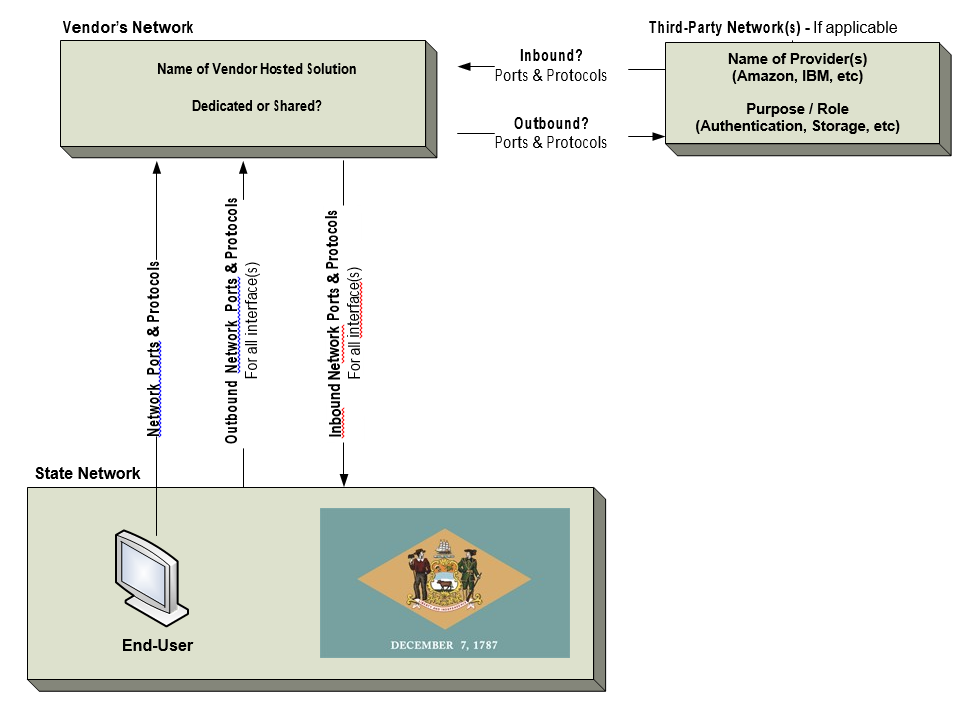 Vendor's Network
Name of Vendor Hosted Solution
Dedicated or Shared?
Inbound?
Ports & Protocols
Outbound?
Ports & Protocols
Third-Party Network(s) - If applicable
Name of Provider(s)
(Amazon, IBM, etc)
Purpose / Role
(Authentication, Storage, etc)
Network Ports & Protocols
Outbound Network Ports & Protocols
For all interface(s)
Inbound Network Ports & Protocols
For all interface(s)
State Network
End-User
DECEMBER 7, 1787